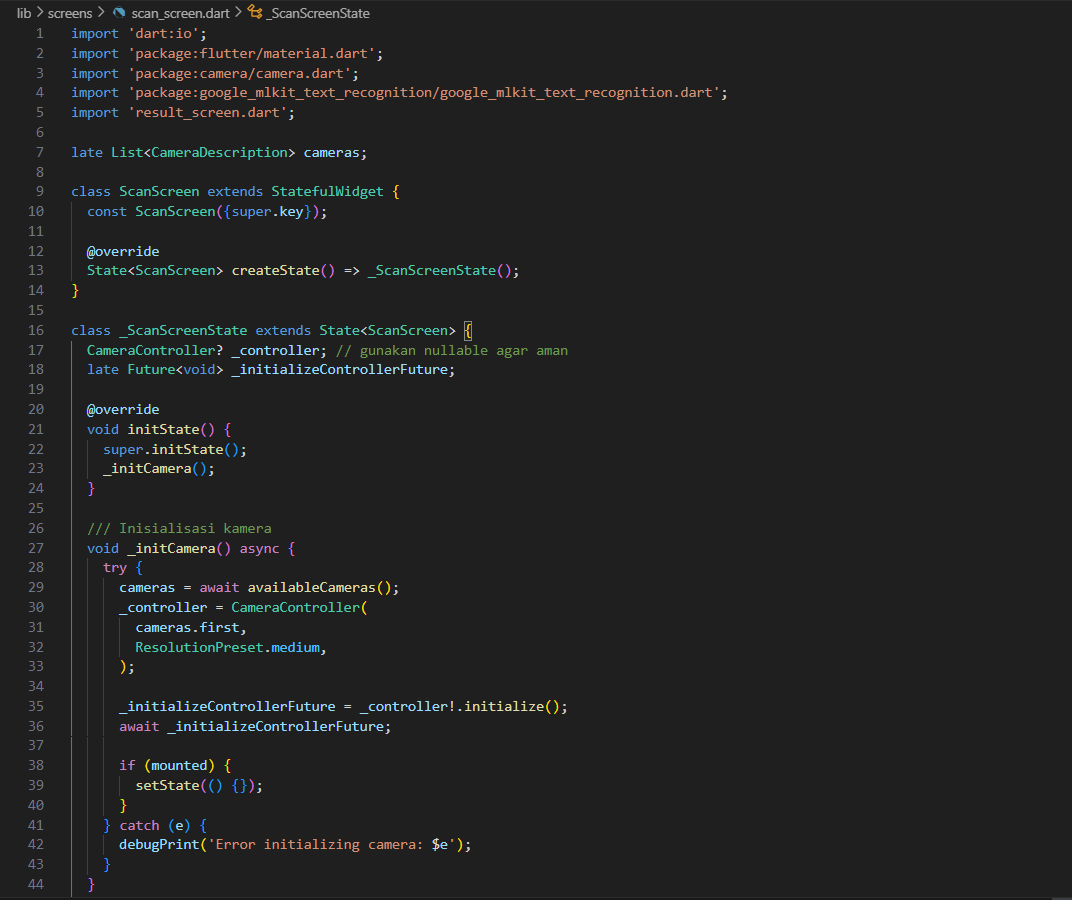 lib > screens > scan_screen.dart > _ScanScreenState
1 import 'dart:io';
2 import 'package:flutter/material.dart';
3 import 'package:camera/camera.dart';
4 import 'package:google_mlkit_text_recognition/google_mlkit_text_recognition.dart';
5 import 'result_screen.dart';
6
7 late List<CameraDescription> cameras;
8
9 class ScanScreen extends StatefulWidget {
10   const ScanScreen({super.key});
11
12   @override
13   State<ScanScreen> createState() => _ScanScreenState();
14 }
15
16 class _ScanScreenState extends State<ScanScreen> {
17   CameraController? _controller; // gunakan nullable agar aman
18   late Future<void> _initializeControllerFuture;
19
20   @override
21   void initState() {
22     super.initState();
23     _initCamera();
24   }
25
26   /// Inisialisasi kamera
27   void _initCamera() async {
28     try {
29       cameras = await availableCameras();
30       _controller = CameraController(
31         cameras.first,
32         ResolutionPreset.medium,
33       );
34
35       _initializeControllerFuture = _controller!.initialize();
36       await _initializeControllerFuture;
37
38       if (mounted) {
39         setState(() {});
40       }
41     } catch (e) {
42       debugPrint('Error initializing camera: $e');
43     }
44   }